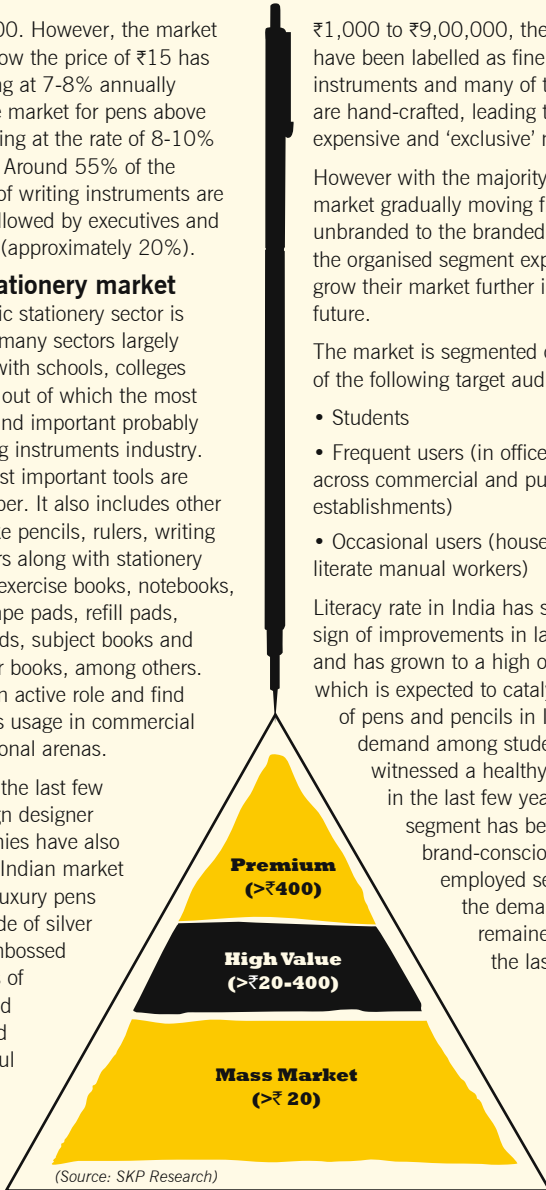 00. However, the market
ow the price of ₹15 has
ng at 7-8% annually
e market for pens above
ing at the rate of 8-10%
Around 55% of the
of writing instruments are
llowed by executives and
(approximately 20%).
ationery market
ic stationery sector is
many sectors largely
with schools, colleges
out of which the most
nd important probably
g instruments industry.
st important tools are
per. It also includes other
ke pencils, rulers, writing
rs along with stationery
exercise books, notebooks,
ape pads, refill pads,
ds, subject books and
r books, among others.
n active role and find
s usage in commercial
onal arenas.
the last few
gn designer
nies have also
Indian market
uxury pens
de of silver
mbossed
s of
d
d
ul
₹1,000 to ₹9,00,000, the
have been labelled as fine
instruments and many of t
are hand-crafted, leading t
expensive and ‘exclusive’ r
However with the majority
market gradually moving f
unbranded to the branded
the organised segment exp
grow their market further i
future.
The market is segmented o
of the following target aud
• Students
• Frequent users (in office
across commercial and pu
establishments)
• Occasional users (house
literate manual workers)
Literacy rate in India has s
sign of improvements in la
and has grown to a high o
which is expected to cataly
of pens and pencils in I
demand among stude
witnessed a healthy
in the last few yea
segment has be
brand-conscio
employed se
the dema
remaine
the las
Premium
(>₹400)
High Value
(>₹20-400)
Mass Market
(>₹ 20)
(Source: SKP Research)